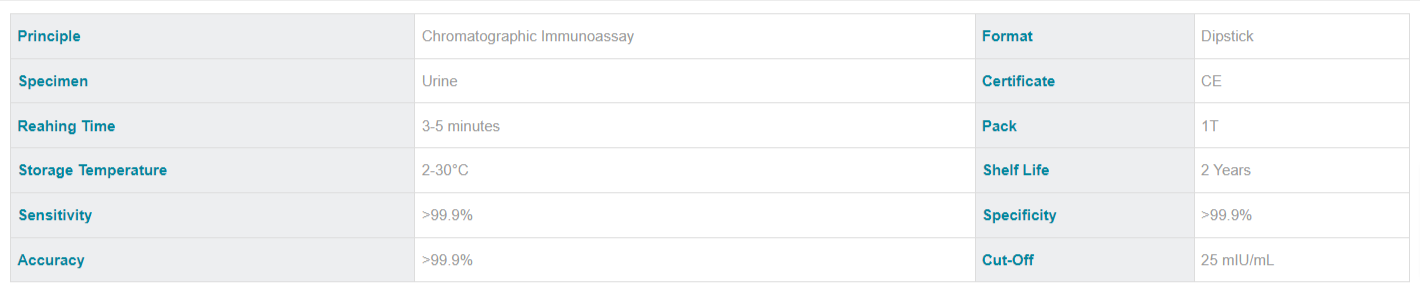 Principle Chromatographic Immunoassay Format Dipstick
Specimen Urine Certificate CE
Reahing Time 3-5 minutes Pack 1T
Storage Temperature 2-30°C Shelf Life 2 Years
Sensitivity >99.9% Specificity >99.9%
Accuracy >99.9% Cut-Off 25 mIU/mL